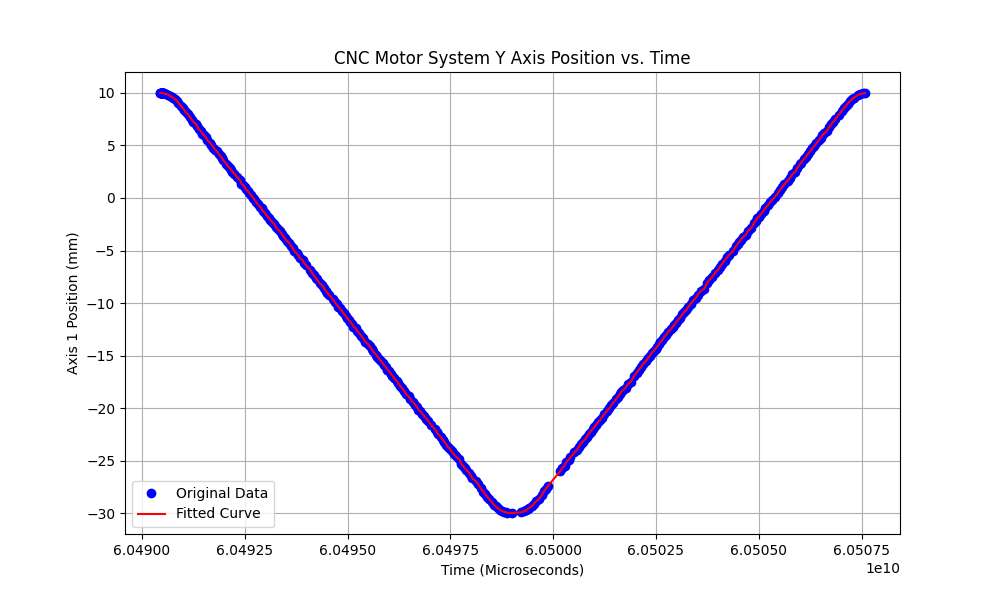 CNC Motor System Y Axis Position vs. Time
Axis 1 Position (mm)
10
5
0
−5
−10
−15
−20
−25
−30
Original Data
Fitted Curve
6.04900 6.04925 6.04950 6.04975 6.05000 6.05025 6.05050 6.05075
1e10
Time (Microseconds)